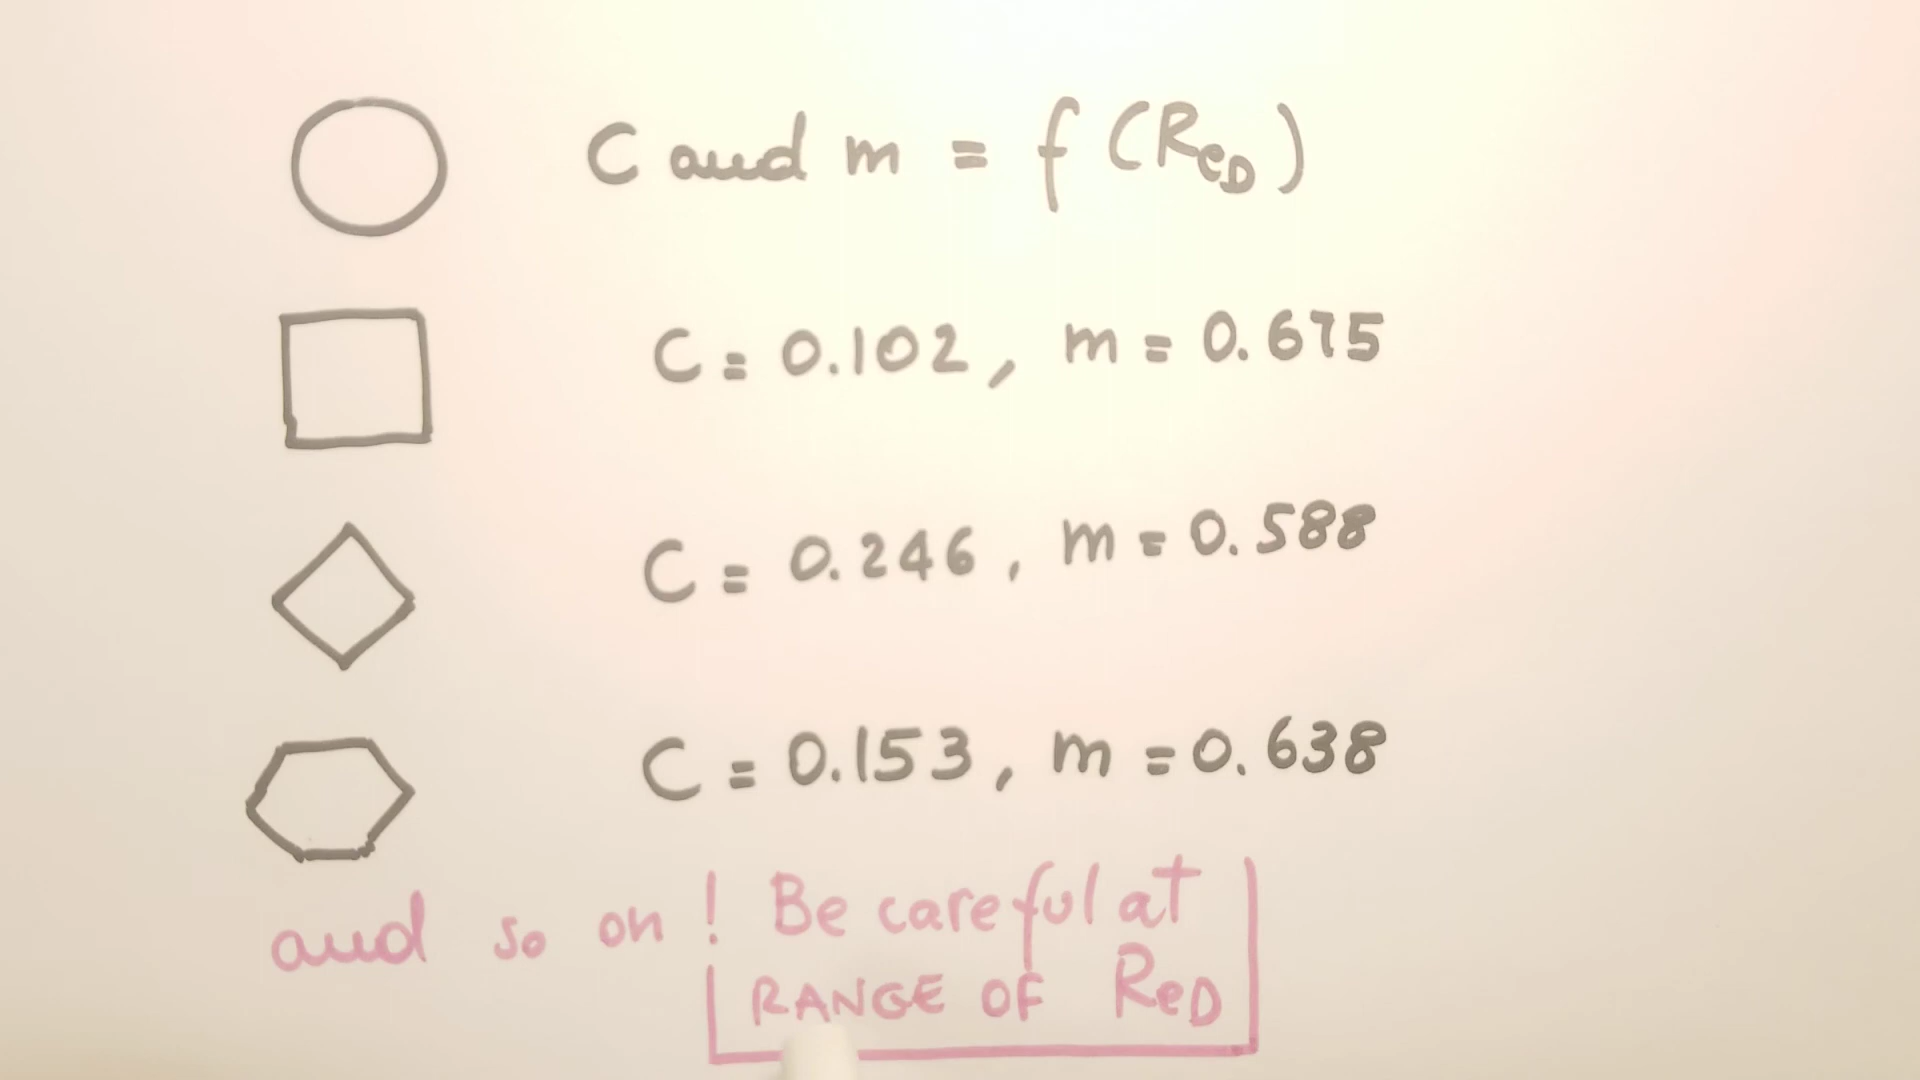 C and m = f (ReD)
C = 0.102, m = 0.675
C = 0.246, m = 0.588
C = 0.153, m = 0.638
and so on! Be careful at
RANGE OF ReD